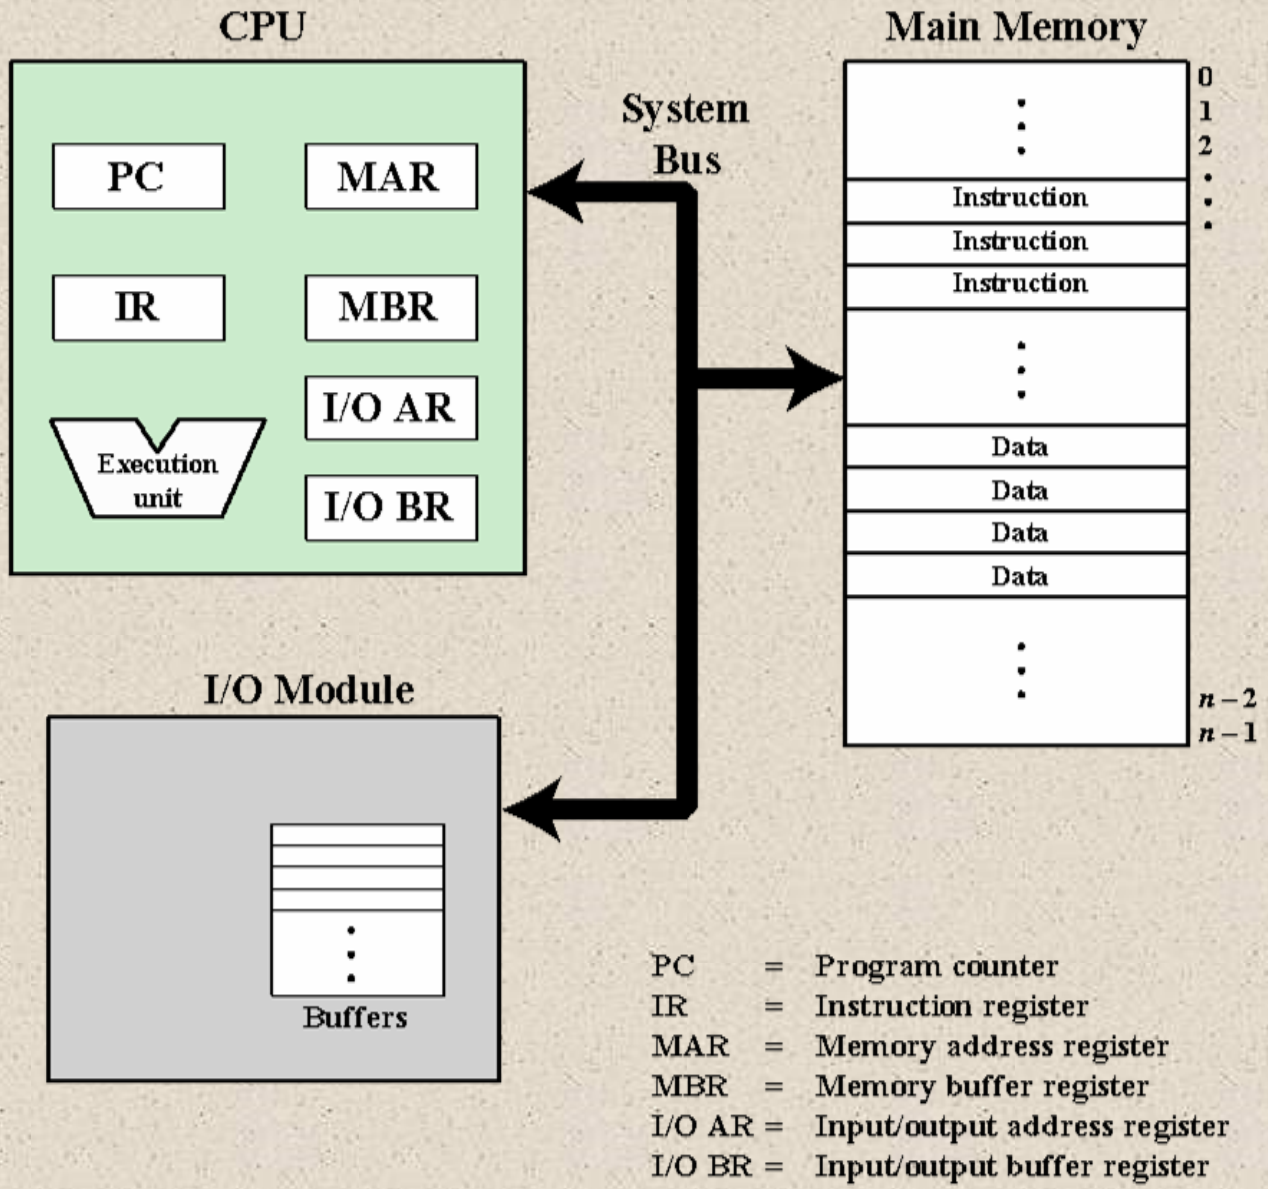 CPU
PC
MAR
IR
MBR
I/O AR
I/O BR
Execution
unit
System
Bus
Main Memory
0
1
2
Instruction
Instruction
Instruction
Data
Data
Data
Data
n – 2
n – 1
I/O Module
Buffers
PC = Program counter
IR = Instruction register
MAR = Memory address register
MBR = Memory buffer register
I/O AR = Input/output address register
I/O BR = Input/output buffer register